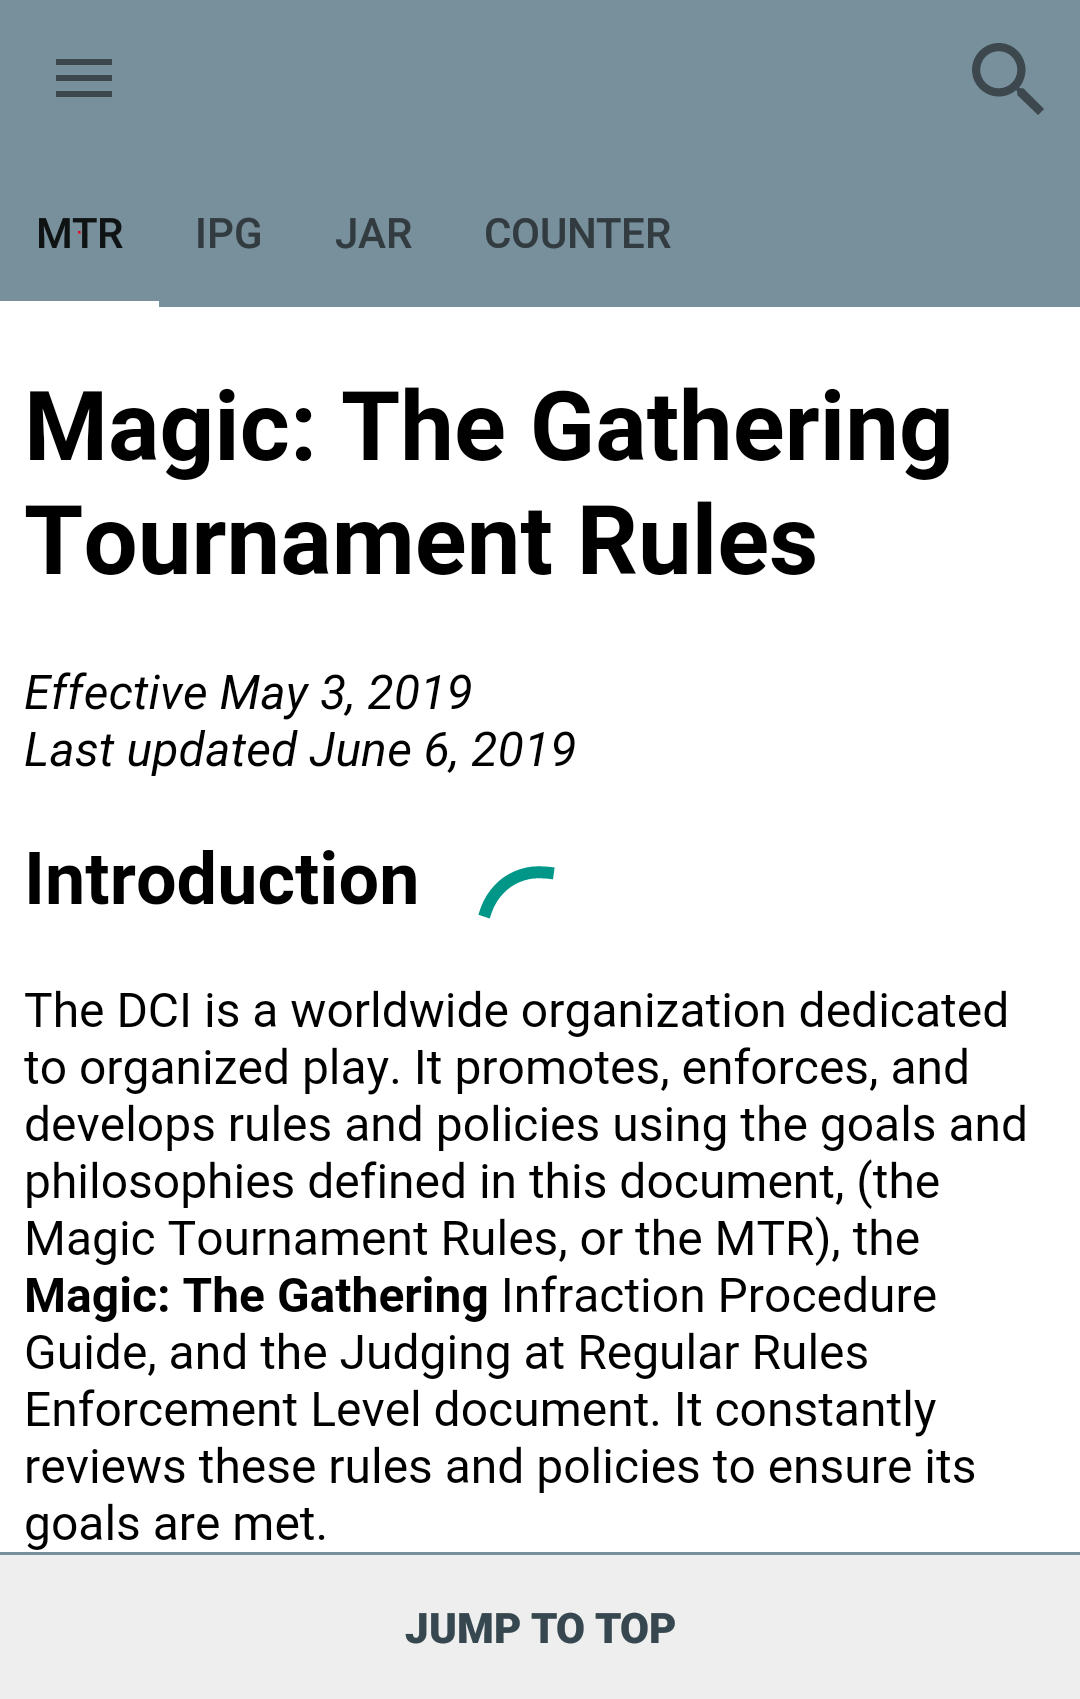 MTR IPG JAR COUNTER
Magic: The Gathering
Tournament Rules
Effective May 3, 2019
Last updated June 6, 2019
Introduction
The DCI is a worldwide organization dedicated
to organized play. It promotes, enforces, and
develops rules and policies using the goals and
philosophies defined in this document, (the
Magic Tournament Rules, or the MTR), the
Magic: The Gathering Infraction Procedure
Guide, and the Judging at Regular Rules
Enforcement Level document. It constantly
reviews these rules and policies to ensure its
goals are met.
JUMP TO TOP